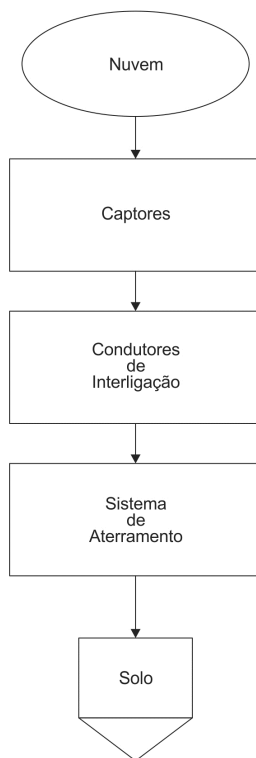 Nuvem
Captores
Condutores
de
Interligação
Sistema
de
Aterramento
Solo